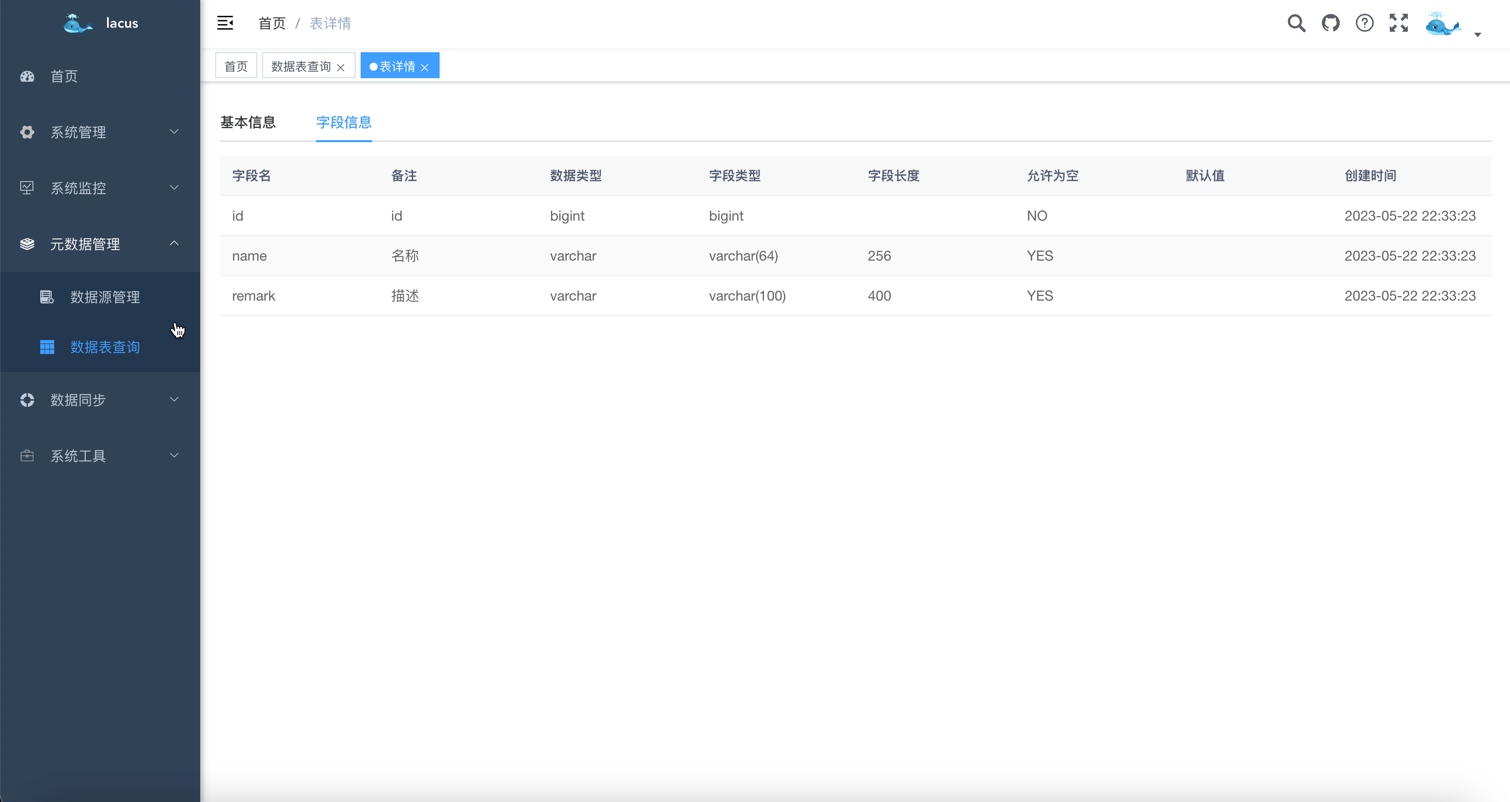 lacus
首页
系统管理
系统监控
元数据管理
数据源管理
数据表查询
数据同步
系统工具
首页 / 表详情
首页 数据表查询 表详情
基本信息 字段信息
字段名 备注 数据类型 字段类型 字段长度 允许为空 默认值 创建时间
id id bigint bigint NO 2023-05-22 22:33:23
name 名称 varchar varchar(64) 256 YES 2023-05-22 22:33:23
remark 描述 varchar varchar(100) 400 YES 2023-05-22 22:33:23